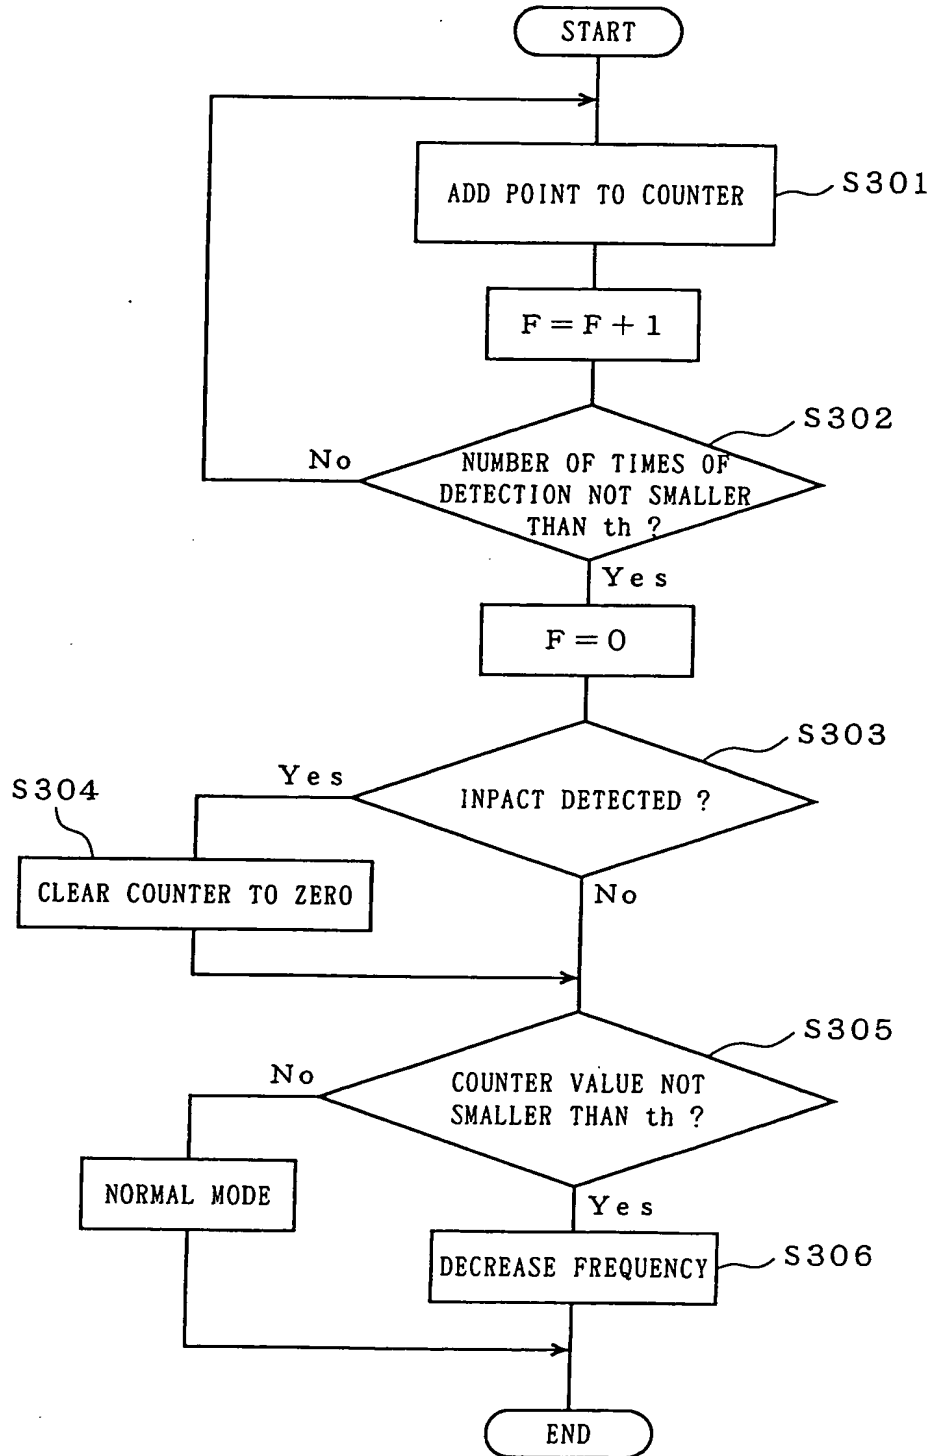 START
ADD POINT TO COUNTER
S301
F = F + 1
S302
No
NUMBER OF TIMES OF
DETECTION NOT SMALLER
THAN th ?
Yes
F = 0
S303
Yes
INPACT DETECTED ?
S304
CLEAR COUNTER TO ZERO
No
S305
No
COUNTER VALUE NOT
SMALLER THAN th ?
NORMAL MODE
Yes
DECREASE FREQUENCY
S306
END